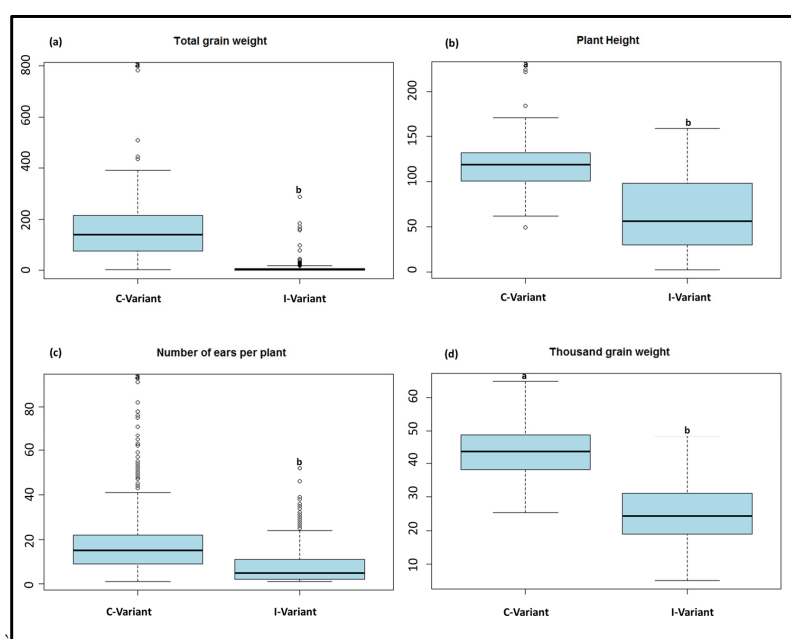 (a) Total grain weight
a
800
600
400
200
0
b
C-Variant I-Variant
(b) Plant Height
a
200
150
100
50
0
b
C-Variant I-Variant
(c) Number of ears per plant
a
80
60
40
20
0
b
C-Variant I-Variant
(d) Thousand grain weight
a
60
50
40
30
20
10
b
C-Variant I-Variant